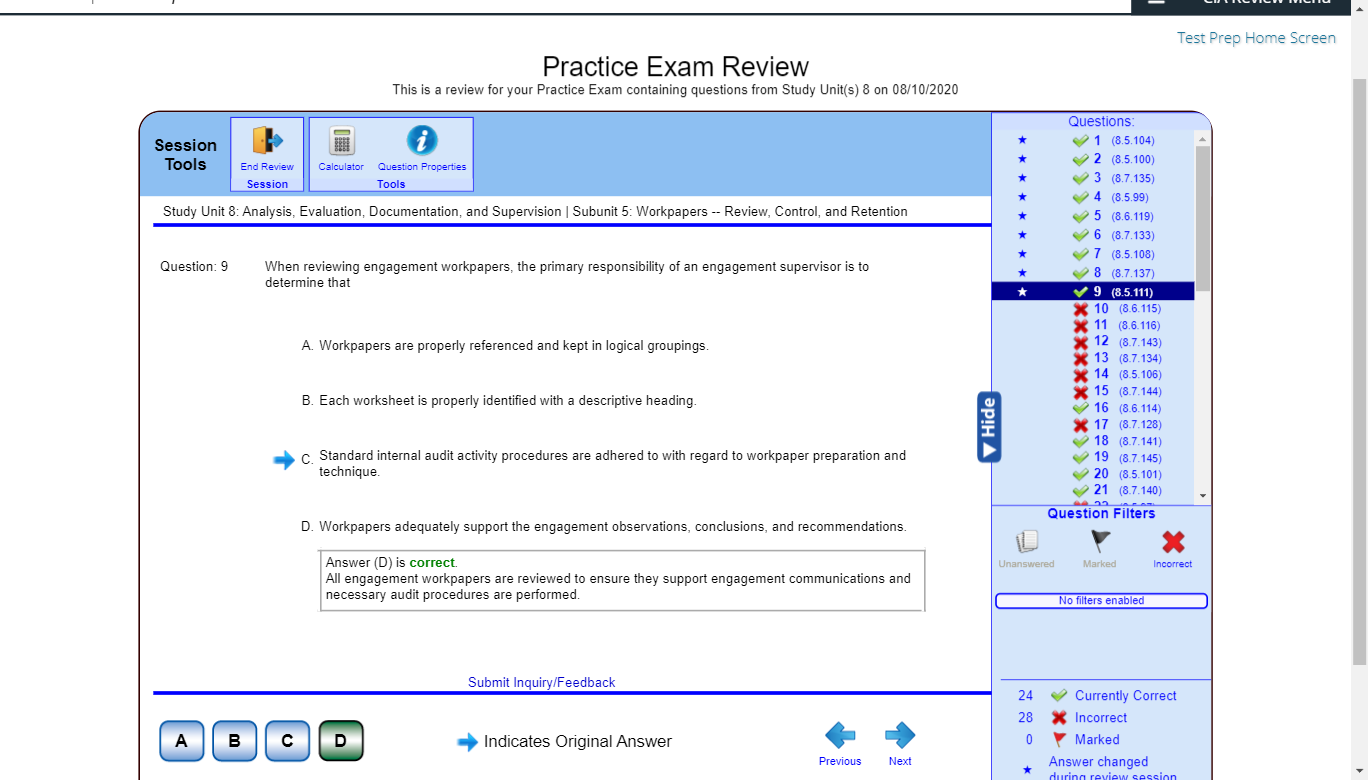 CIA Review Menu
Test Prep Home Screen
Practice Exam Review
This is a review for your Practice Exam containing questions from Study Unit(s) 8 on 08/10/2020
Session
Tools
End Review
Session
Calculator
Question Properties
Tools
Study Unit 8: Analysis, Evaluation, Documentation, and Supervision | Subunit 5: Workpapers -- Review, Control, and Retention
Question: 9
When reviewing engagement workpapers, the primary responsibility of an engagement supervisor is to
determine that
A. Workpapers are properly referenced and kept in logical groupings.
B. Each worksheet is properly identified with a descriptive heading.
C. Standard internal audit activity procedures are adhered to with regard to workpaper preparation and
technique.
D. Workpapers adequately support the engagement observations, conclusions, and recommendations.
Answer (D) is correct.
All engagement workpapers are reviewed to ensure they support engagement communications and
necessary audit procedures are performed.
Submit Inquiry/Feedback
A B C D
Indicates Original Answer
Previous
Next
Questions:
1 (8.5.104)
2 (8.5.100)
3 (8.7.135)
4 (8.5.99)
5 (8.6.119)
6 (8.7.133)
7 (8.5.108)
8 (8.7.137)
9 (8.5.111)
10 (8.6.115)
11 (8.6.116)
12 (8.7.143)
13 (8.7.134)
14 (8.5.106)
15 (8.7.144)
16 (8.6.114)
17 (8.7.128)
18 (8.7.141)
19 (8.7.145)
20 (8.5.101)
21 (8.7.140)
Hide
Question Filters
Unanswered
Marked
Incorrect
No filters enabled
24 Currently Correct
28 Incorrect
0 Marked
Answer changed
during review session